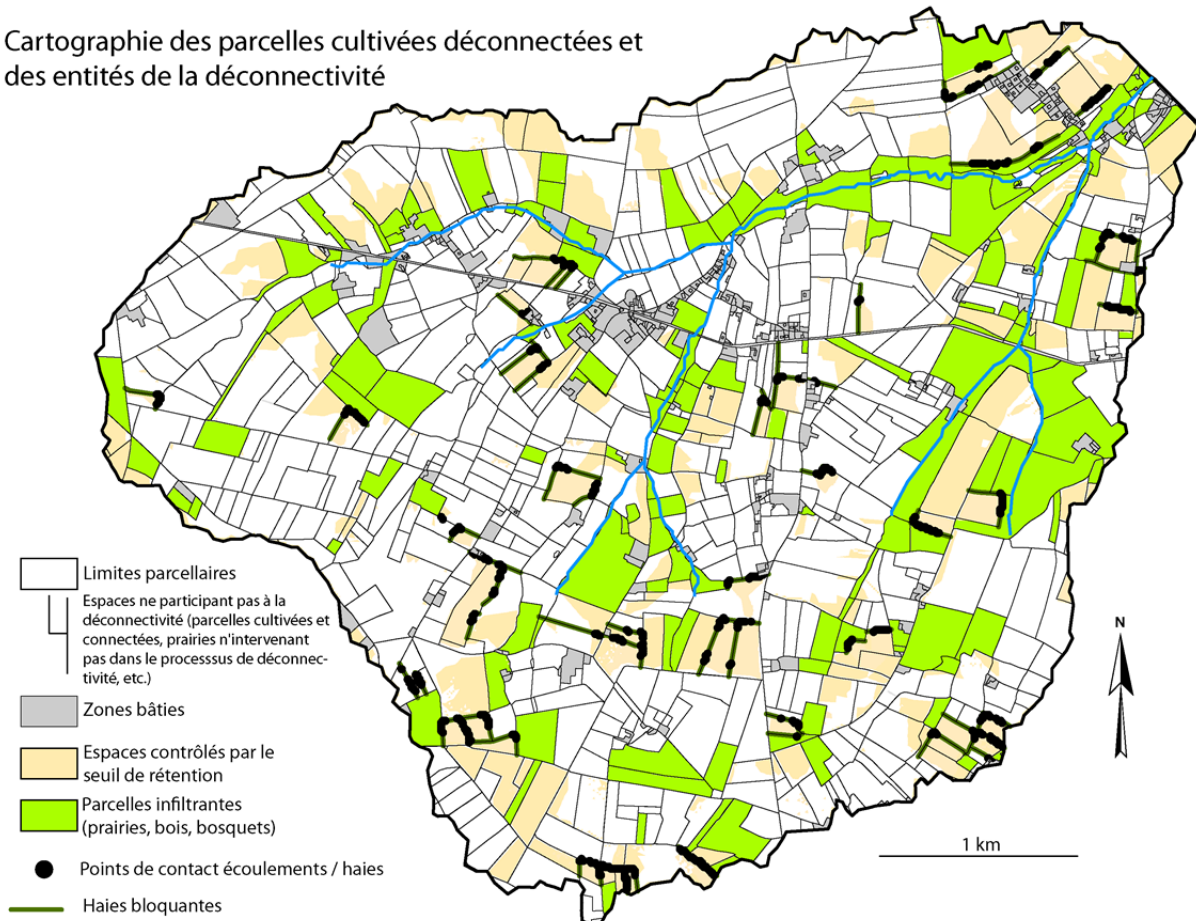 Cartographie des parcelles cultivées déconnectées et
des entités de la déconnectivité
Limites parcellaires
Espaces ne participant pas à la
déconnectivité (parcelles cultivées et
connectées, prairies n'intervenant
pas dans le processsus de déconnec-
tivité, etc.)
Zones bâties
Espaces contrôlés par le
seuil de rétention
Parcelles infiltrantes
(prairies, bois, bosquets)
Points de contact écoulements / haies
Haies bloquantes
N
1 km